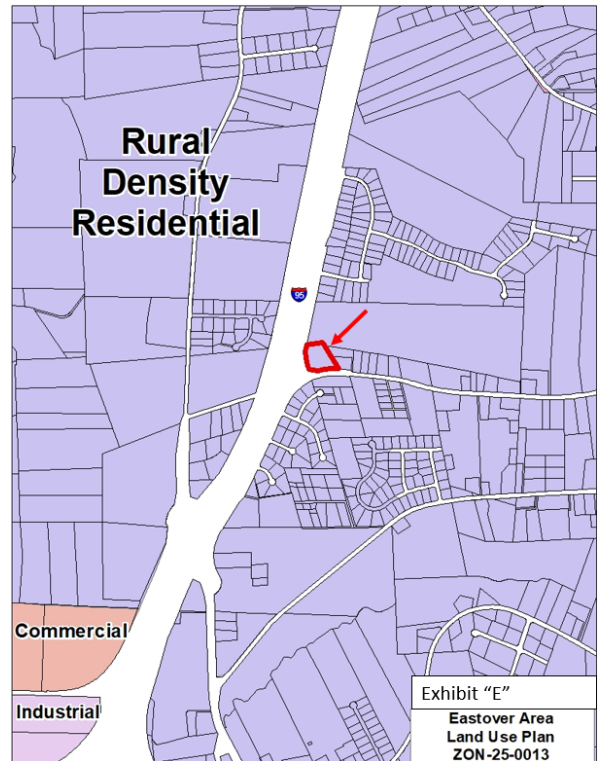 Rural
Density
Residential
95
Commercial
Industrial
Exhibit “E”
Eastover Area
Land Use Plan
ZON-25-0013